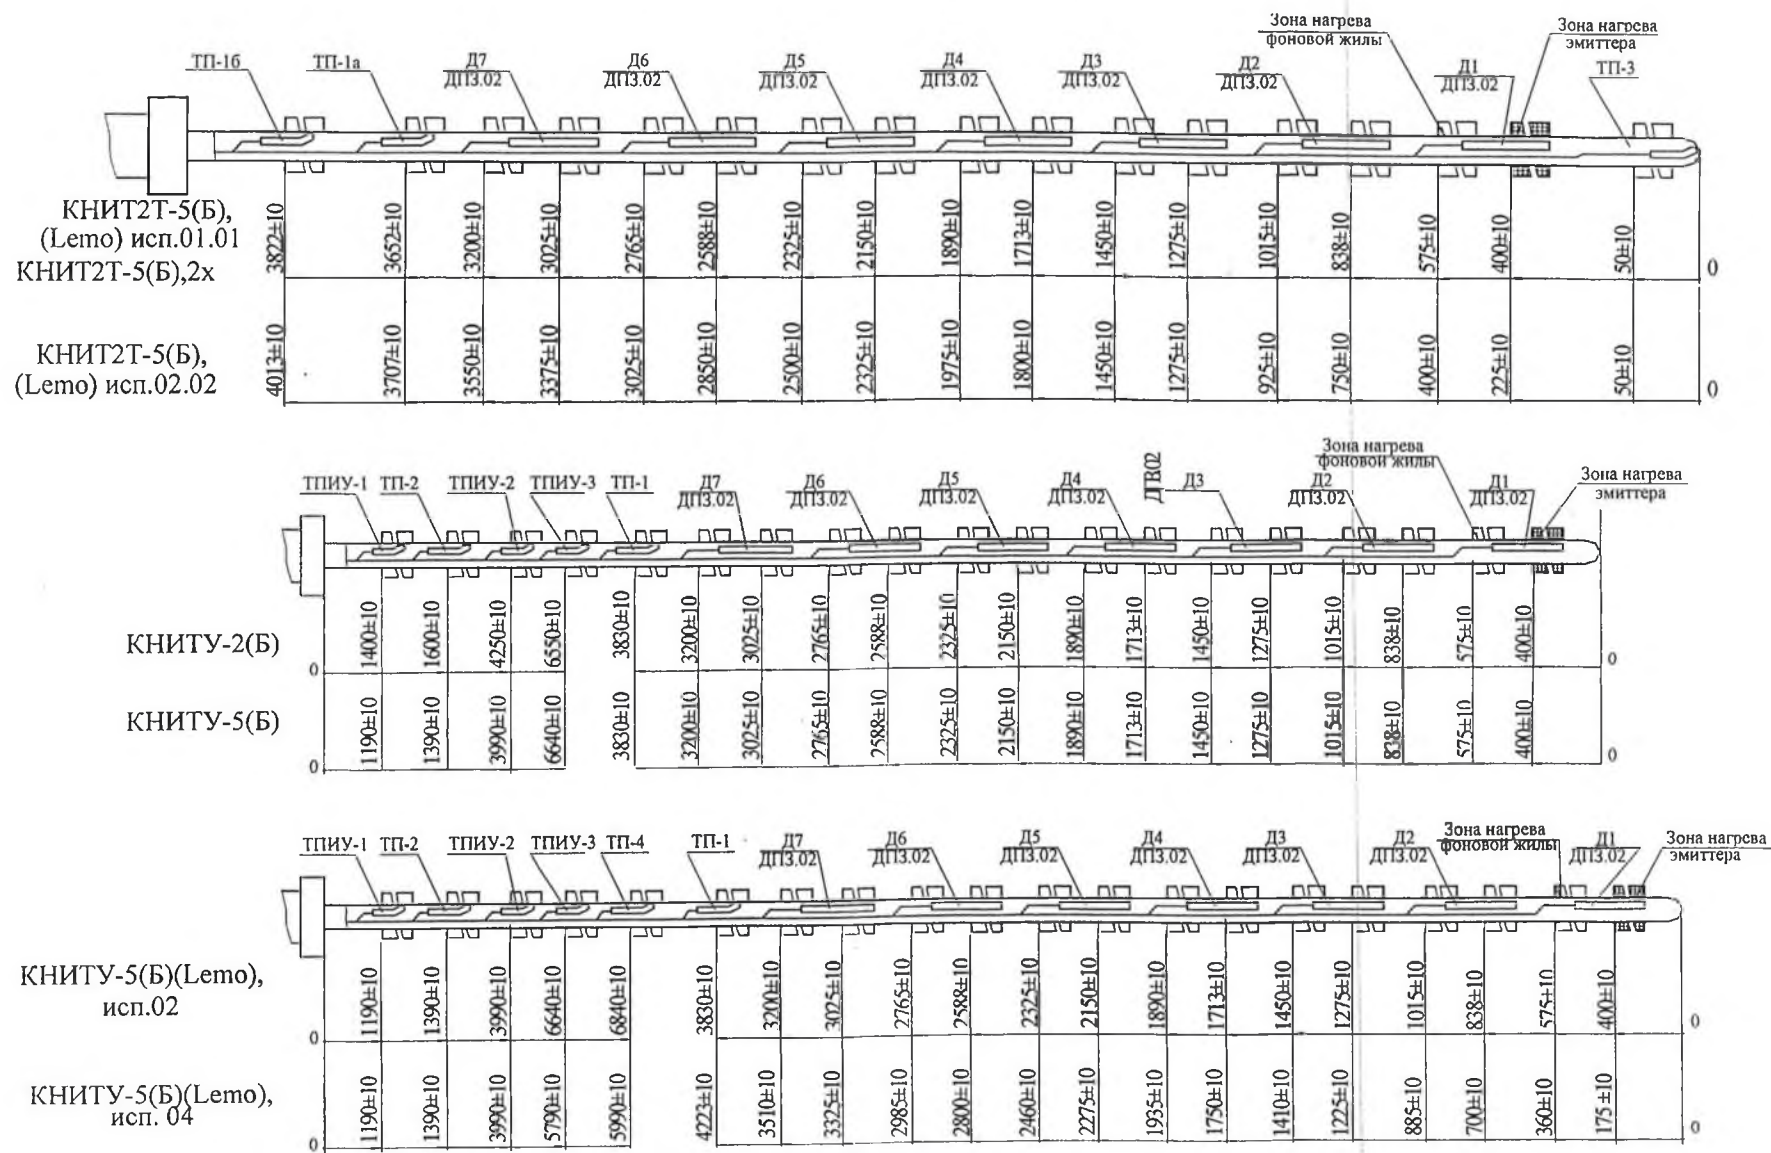 Зона нагрева
фоновой жилы
Зона нагрева
эмиттера
ТП-1б
ТП-1а
Д7
ДПЗ.02
Д6
ДПЗ.02
Д5
ДПЗ.02
Д4
ДПЗ.02
Д3
ДПЗ.02
Д2
ДПЗ.02
Д1
ДПЗ.02
ТП-3
КНИТ2Т-5(Б),
(Lemo) исп.01.01
КНИТ2Т-5(Б),2х
3822±10
3652±10
3200±10
3025±10
2765±10
2588±10
2325±10
2150±10
1890±10
1713±10
1450±10
1275±10
1015±10
838±10
575±10
400±10
50±10
0
КНИТ2Т-5(Б),
(Lemo) исп.02.02
4013±10
3707±10
3550±10
3375±10
3025±10
2850±10
2500±10
2325±10
1975±10
1800±10
1450±10
1275±10
925±10
750±10
400±10
225±10
50±10
0
ТПИУ-1
ТП-2
ТПИУ-2
ТПИУ-3
ТП-1
Д7
ДПЗ.02
Д6
ДПЗ.02
Д5
ДПЗ.02
Д4
ДПЗ.02
Д3
Д2
ДПЗ.02
Зона нагрева
фоновой жилы
Д1
ДПЗ.02
Зона нагрева
эмиттера
КНИТУ-2(Б)
0
1400±10
1600±10
4250±10
6550±10
3830±10
3200±10
3025±10
2765±10
2588±10
2325±10
2150±10
1890±10
1713±10
1450±10
1275±10
1015±10
838±10
575±10
400±10
0
КНИТУ-5(Б)
0
1190±10
1390±10
3990±10
6640±10
3830±10
3200±10
3025±10
2765±10
2588±10
2325±10
2150±10
1890±10
1713±10
1450±10
1275±10
1015±10
838±10
575±10
400±10
0
ТПИУ-1
ТП-2
ТПИУ-2
ТПИУ-3
ТП-4
ТП-1
Д7
ДПЗ.02
Д6
ДПЗ.02
Д5
ДПЗ.02
Д4
ДПЗ.02
Д3
ДПЗ.02
Д2
ДПЗ.02
Зона нагрева
фоновой жилы
Д1
ДПЗ.02
Зона нагрева
эмиттера
КНИТУ-5(Б)(Lemo),
исп.02
0
1190±10
1390±10
3990±10
6640±10
6840±10
3830±10
3200±10
3025±10
2765±10
2588±10
2325±10
2150±10
1890±10
1713±10
1450±10
1275±10
1015±10
838±10
575±10
400±10
0
КНИТУ-5(Б)(Lemo),
исп. 04
0
1190±10
1390±10
3990±10
5790±10
5990±10
4223±10
3510±10
3325±10
2985±10
2800±10
2460±10
2275±10
1935±10
1750±10
1410±10
1225±10
885±10
700±10
360±10
175 ±10
0